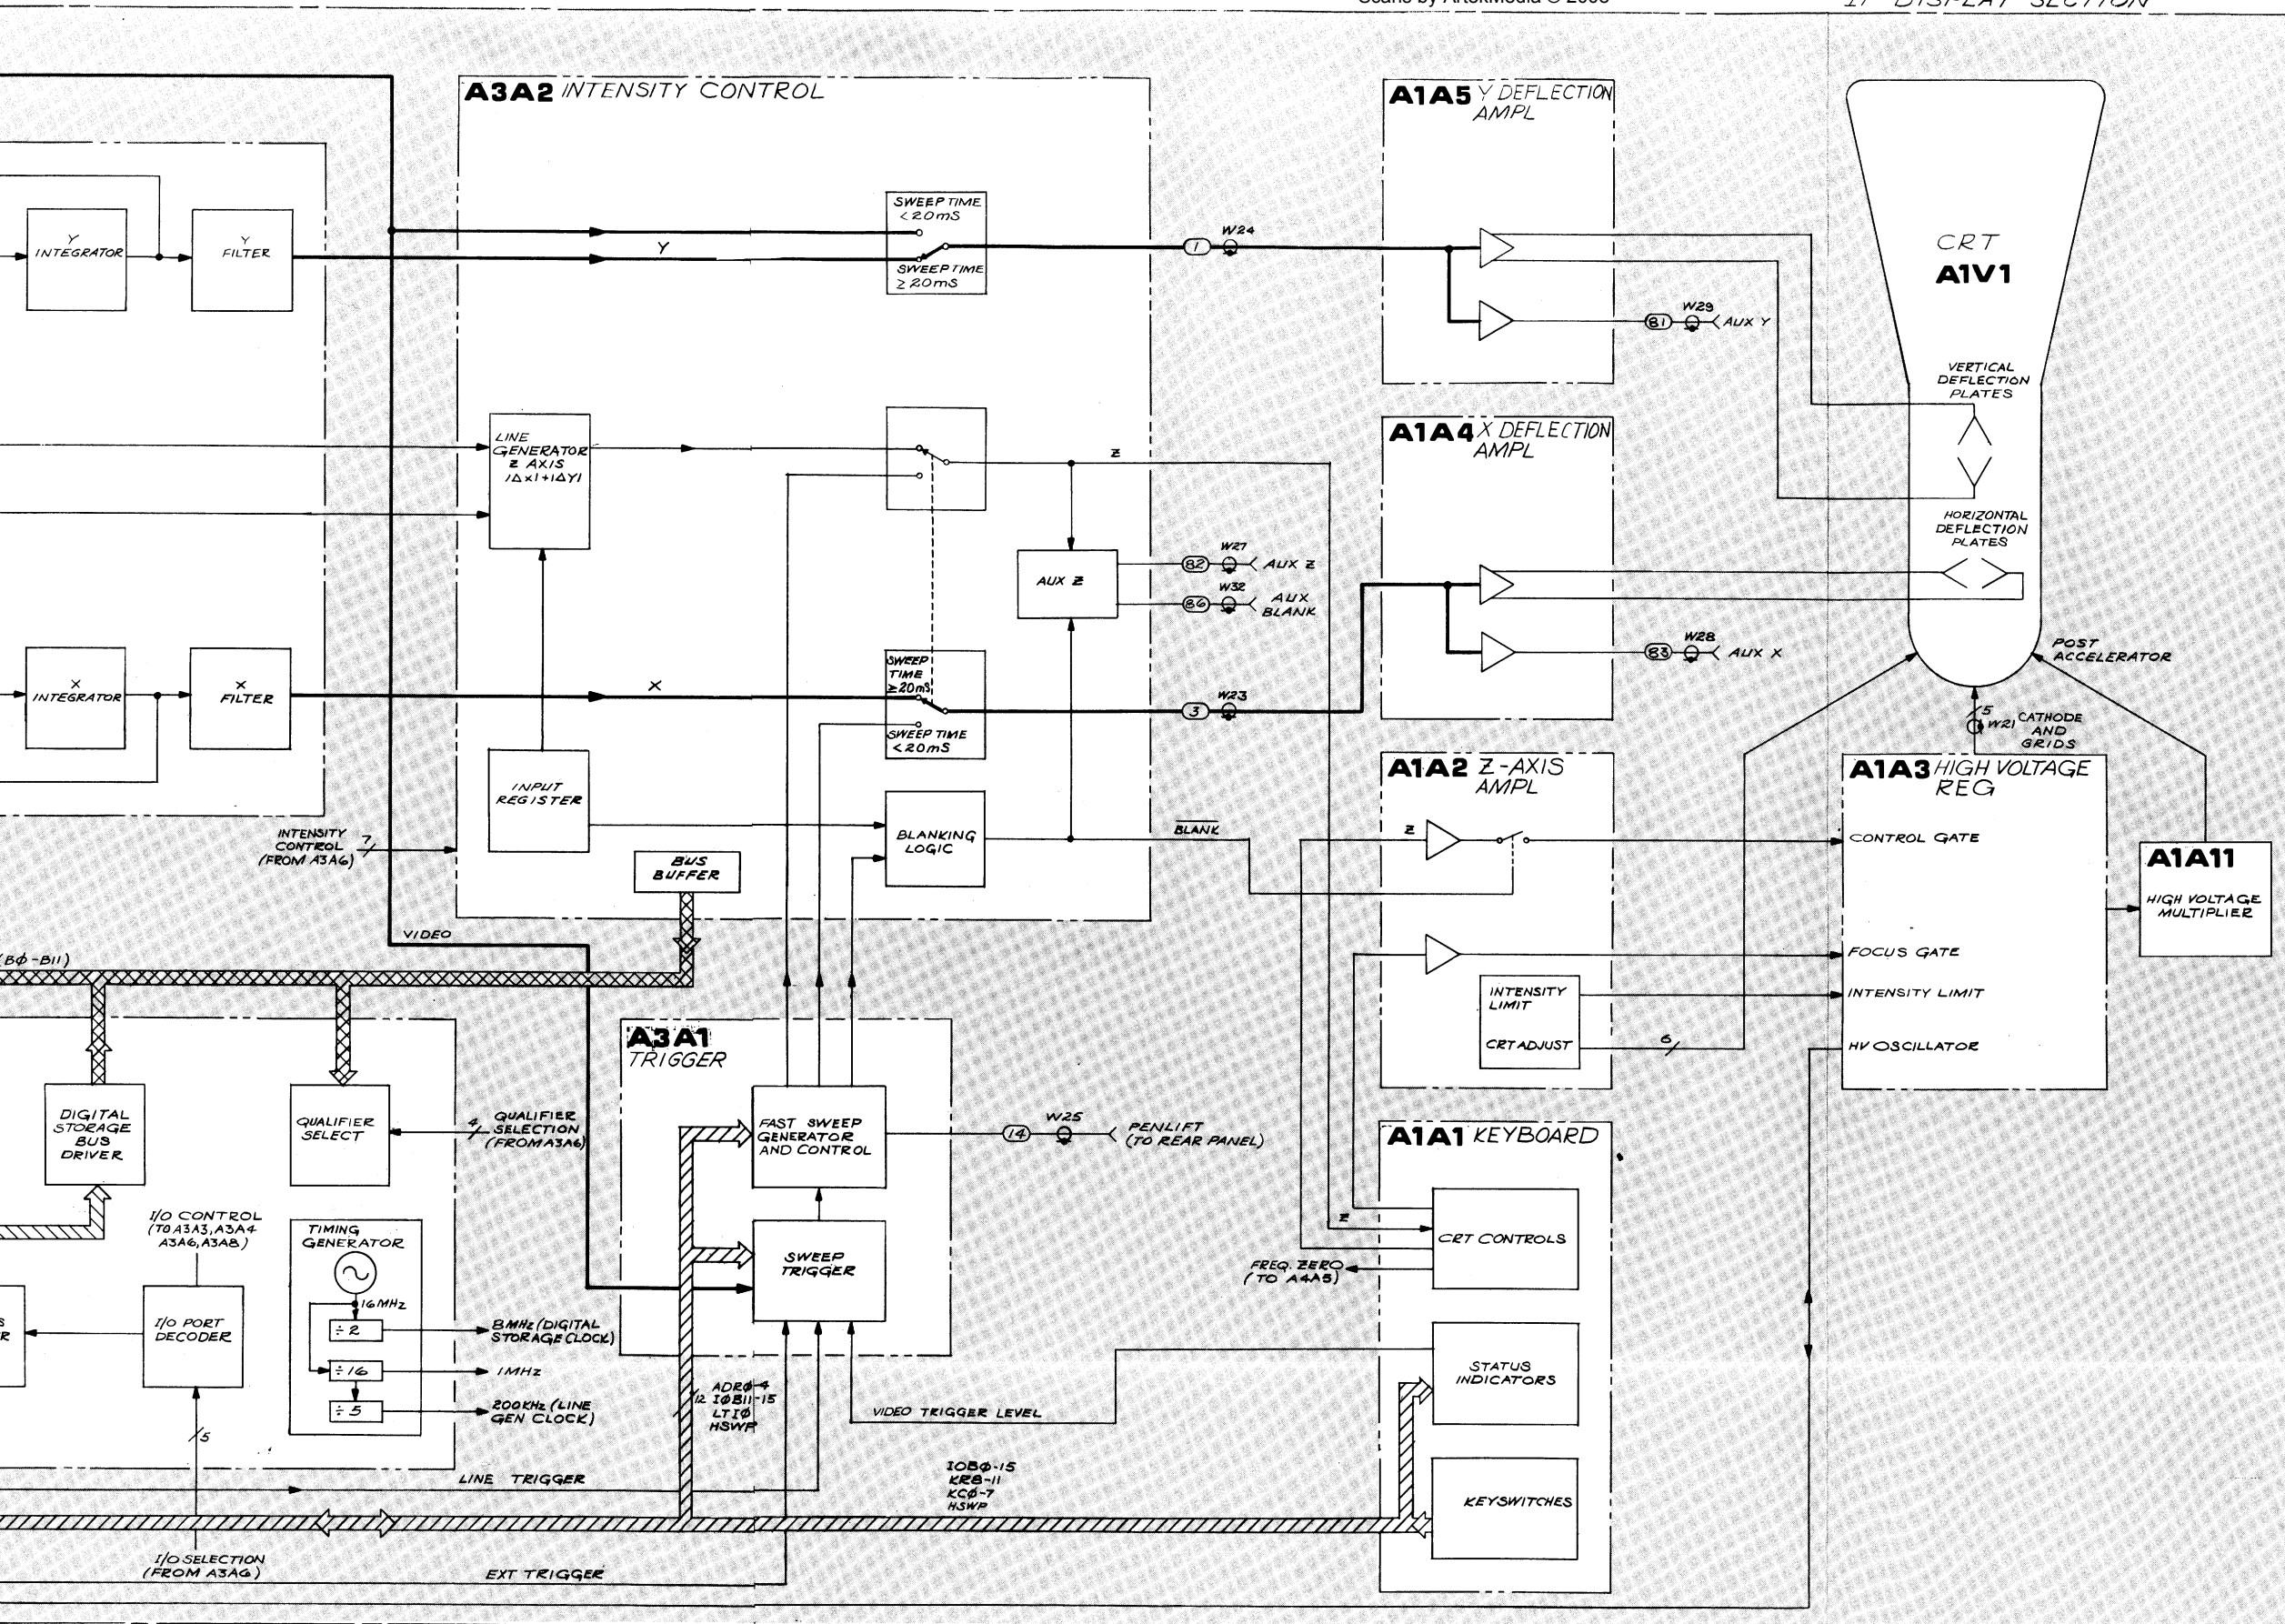 A3A2 INTENSITY CONTROL
SWEEP TIME
<20mS
Y
SWEEP TIME
≥20mS
Y
INTEGRATOR
Y
FILTER
1
W24
A1A5 Y DEFLECTION
AMPL
81
W29
AUX Y
CRT
A1V1
VERTICAL
DEFLECTION
PLATES
HORIZONTAL
DEFLECTION
PLATES
POST
ACCELERATOR
5
W21
CATHODE
AND
GRIDS
LINE
GENERATOR
Z AXIS
|ΔX|+|ΔY|
Z
AUX Z
82
W27
AUX Z
86
W32
AUX
BLANK
A1A4 X DEFLECTION
AMPL
83
W28
AUX X
X
INTEGRATOR
X
FILTER
X
SWEEP
TIME
≥20mS
SWEEP TIME
<20mS
3
W23
INPUT
REGISTER
BLANKING
LOGIC
BLANK
BUS
BUFFER
INTENSITY
CONTROL
(FROM A3A6)
7
VIDEO
(BØ-B11)
A1A2 Z-AXIS
AMPL
Z
INTENSITY
LIMIT
CRT ADJUST
6
A1A3 HIGH VOLTAGE
REG
CONTROL GATE
FOCUS GATE
INTENSITY LIMIT
HV OSCILLATOR
A1A11
HIGH VOLTAGE
MULTIPLIER
A3A1
TRIGGER
FAST SWEEP
GENERATOR
AND CONTROL
SWEEP
TRIGGER
14
W25
PENLIFT
(TO REAR PANEL)
DIGITAL
STORAGE
BUS
DRIVER
QUALIFIER
SELECT
4
QUALIFIER
SELECTION
(FROM A3A6)
I/O CONTROL
(TO A3A3, A3A4
A3A6, A3A8)
I/O PORT
DECODER
5
TIMING
GENERATOR
16MHz
÷2
÷16
÷5
8MHz (DIGITAL
STORAGE CLOCK)
1MHz
200KHz (LINE
GEN CLOCK)
12
ADRØ-4
IØB11-15
LTIØ
HSWP
VIDEO TRIGGER LEVEL
LINE TRIGGER
IOBØ-15
KR8-11
KCØ-7
HSWP
I/O SELECTION
(FROM A3A6)
EXT TRIGGER
A1A1 KEYBOARD
Z
CRT CONTROLS
FREQ. ZERO
(TO A4A5)
STATUS
INDICATORS
KEYSWITCHES